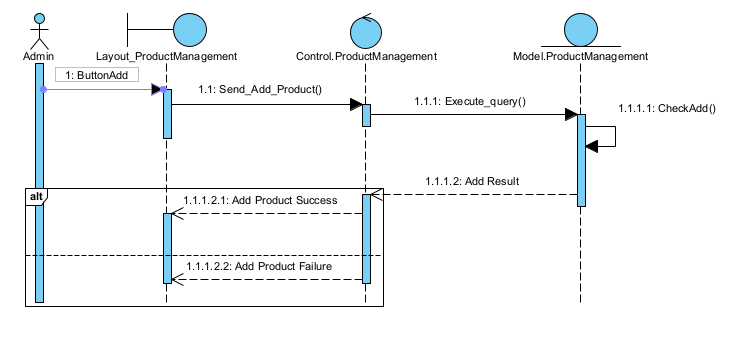 Admin
Layout_ProductManagement
Control.ProductManagement
Model.ProductManagement
1: ButtonAdd
1.1: Send_Add_Product()
1.1.1: Execute_query()
1.1.1.1: CheckAdd()
1.1.1.2: Add Result
alt
1.1.1.2.1: Add Product Success
1.1.1.2.2: Add Product Failure